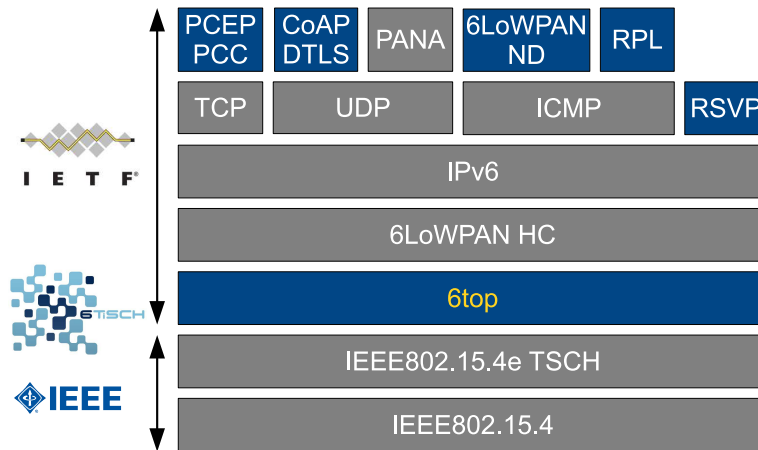 PCEP
PCC
CoAP
DTLS
PANA
6LoWPAN
ND
RPL
TCP
UDP
ICMP
RSVP
I E T F®
IPv6
6LoWPAN HC
6TiSCH
6top
IEEE802.15.4e TSCH
IEEE
IEEE802.15.4